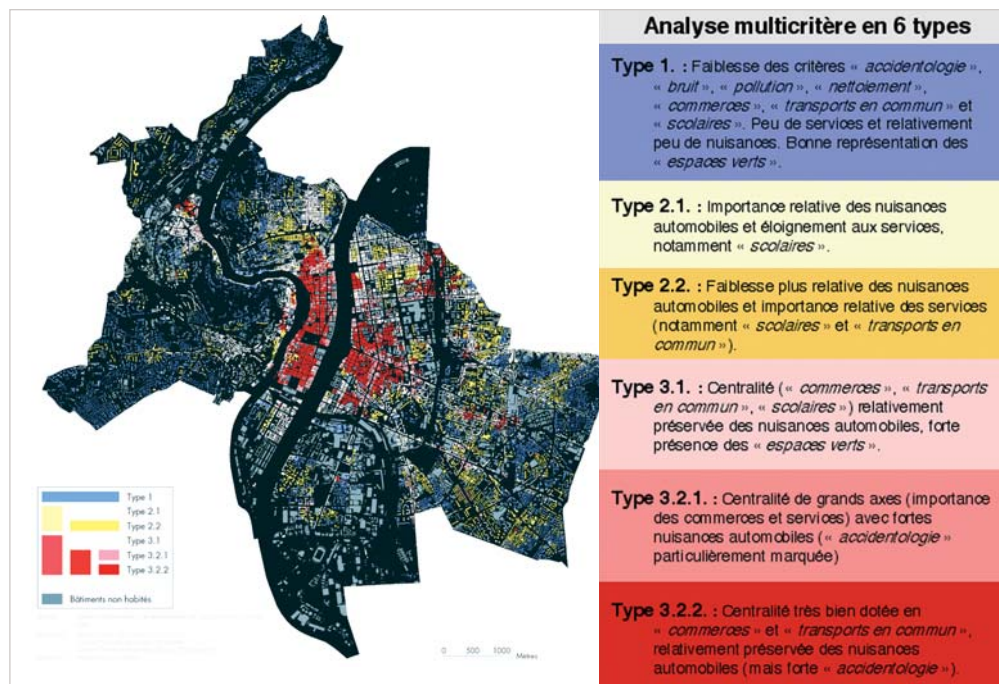 Analyse multicritère en 6 types
Type 1. : Faiblesse des critères « accidentologie »,
« bruit », « pollution », « nettoiement »,
« commerces », « transports en commun » et
« scolaires ». Peu de services et relativement
peu de nuisances. Bonne représentation des
« espaces verts ».
Type 2.1. : Importance relative des nuisances
automobiles et éloignement aux services,
notamment « scolaires ».
Type 2.2. : Faiblesse plus relative des nuisances
automobiles et importance relative des services
(notamment « scolaires » et « transports en
commun »).
Type 3.1. : Centralité (« commerces », « transports
en commun », « scolaires ») relativement
préservée des nuisances automobiles, forte
présence des « espaces verts ».
Type 3.2.1. : Centralité de grands axes (importance
des commerces et services) avec fortes
nuisances automobiles (« accidentologie »
particulièrement marquée)
Type 3.2.2. : Centralité très bien dotée en
« commerces » et « transports en commun »,
relativement préservée des nuisances
automobiles (mais forte « accidentologie »).
Type 1
Type 2.1
Type 2.2
Type 3.1
Type 3.2.1
Type 3.2.2
Bâtiments non habités
0 500 1000
Metres